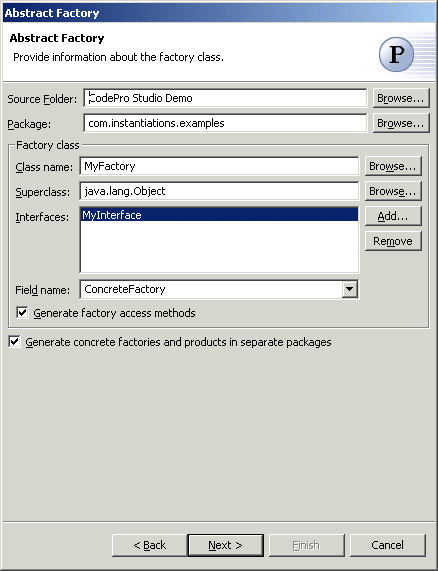 Abstract Factory
Abstract Factory
Provide information about the factory class.
P
Source Folder: CodePro Studio Demo Browse...
Package: com.instantiations.examples Browse...
Factory class
Class name: MyFactory Browse...
Superclass: java.lang.Object Browse...
Interfaces: MyInterface Add...
Remove
Field name: ConcreteFactory
Generate factory access methods
Generate concrete factories and products in separate packages
< Back Next > Finish Cancel